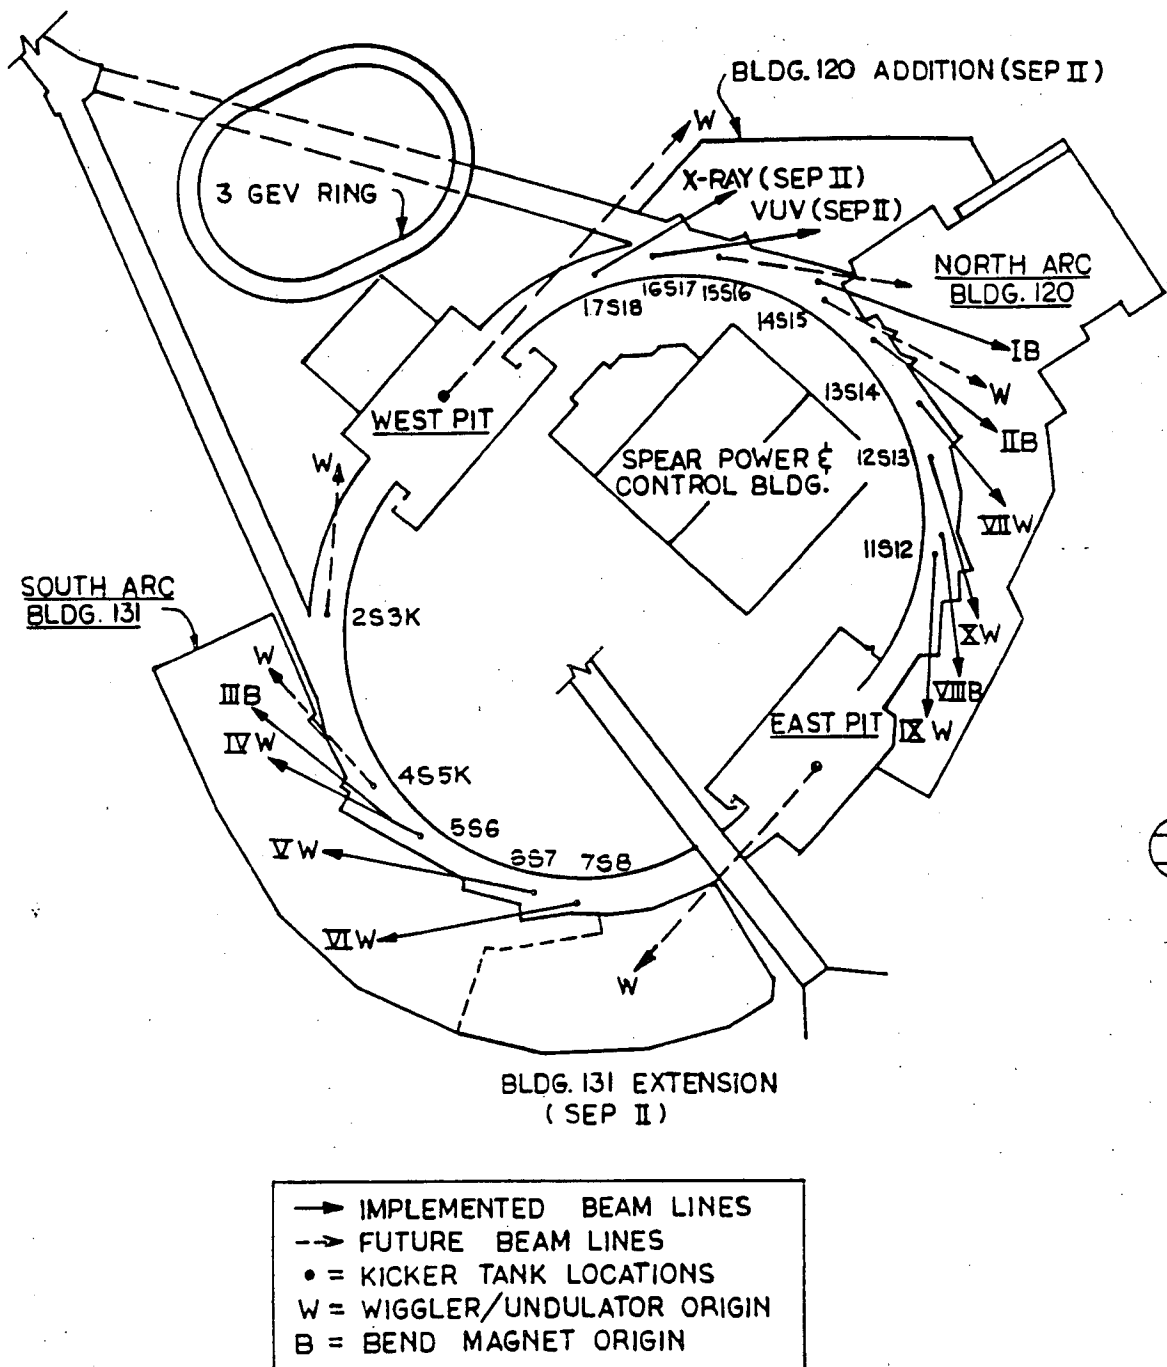 BLDG. 120 ADDITION (SEP II)
W
X-RAY (SEP II)
VUV (SEP II)
3 GEV RING
NORTH ARC
BLDG. 120
17S18
16S17
15S16
14S15
IB
W
13S14
IIB
WEST PIT
W
SPEAR POWER &
CONTROL BLDG.
12S13
VII W
11S12
SOUTH ARC
BLDG. 131
2S3K
X W
W
VIII B
III B
IX W
EAST PIT
IV W
4S5K
5S6
V W
6S7
7S8
VI W
W
BLDG. 131 EXTENSION
(SEP II)
IMPLEMENTED BEAM LINES
FUTURE BEAM LINES
• = KICKER TANK LOCATIONS
W = WIGGLER/UNDULATOR ORIGIN
B = BEND MAGNET ORIGIN